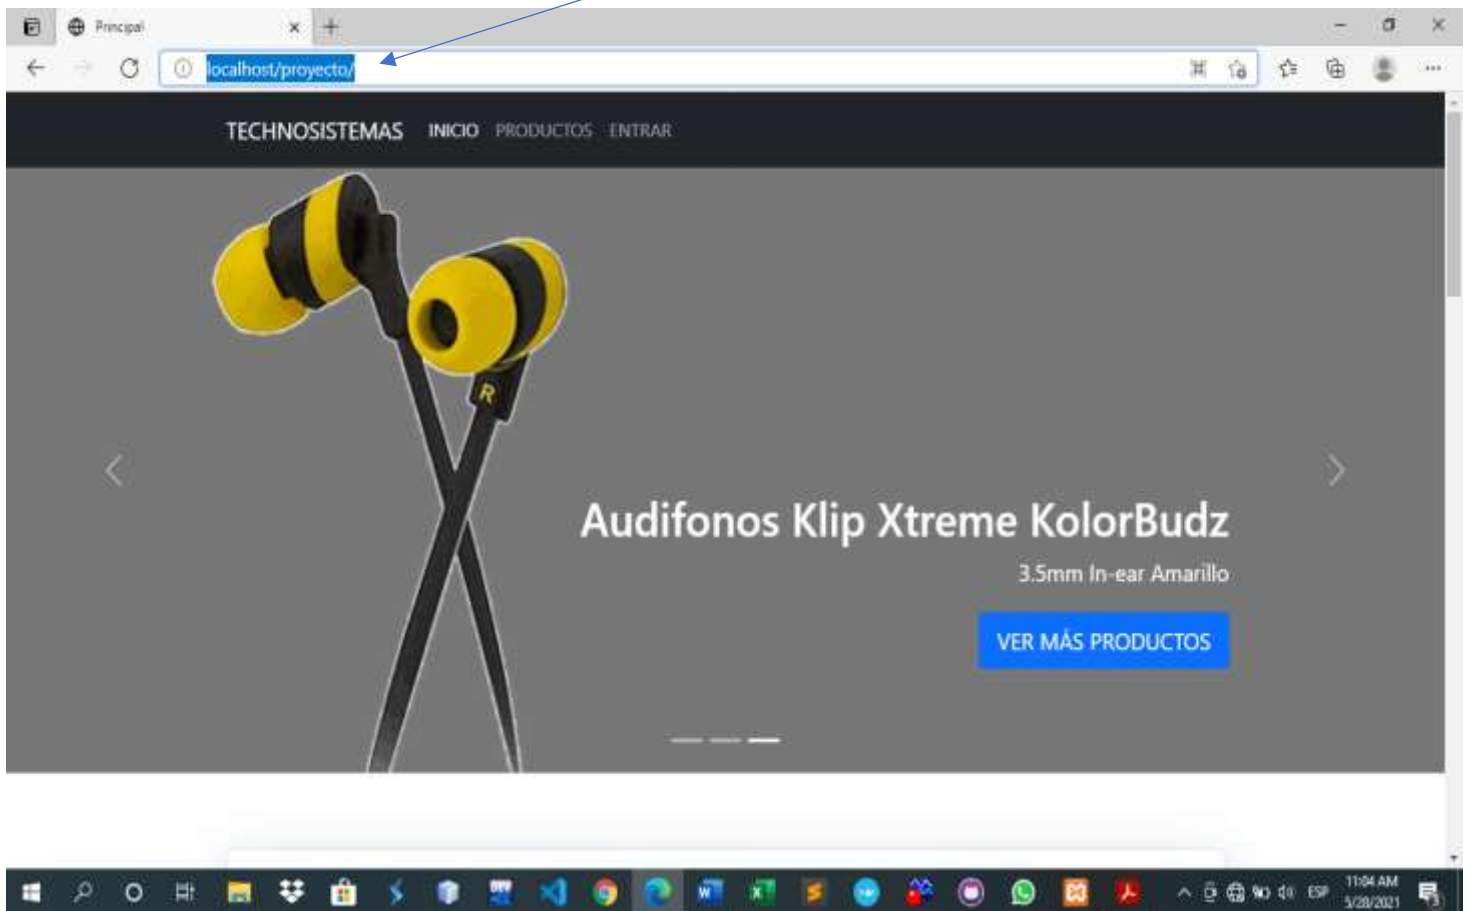 Principal
localhost/proyecto/
TECHNOSISTEMAS INICIO PRODUCTOS ENTRAR
R
Audifonos Klip Xtreme KolorBudz
3.5mm In-ear Amarillo
VER MÁS PRODUCTOS
ESP
11:04 AM
5/28/2021